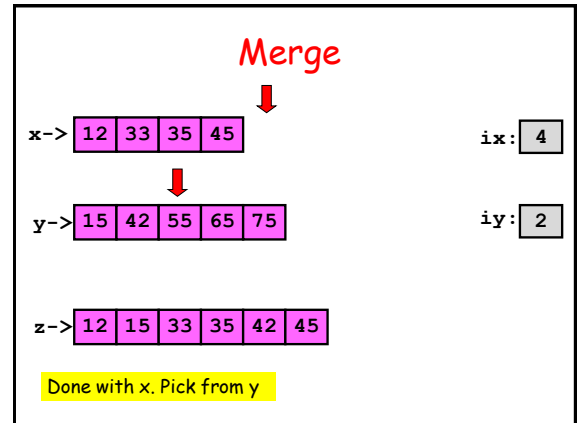 Merge
x-> 12 33 35 45 ix: 4
y-> 15 42 55 65 75 iy: 2
z-> 12 15 33 35 42 45
Done with x. Pick from y